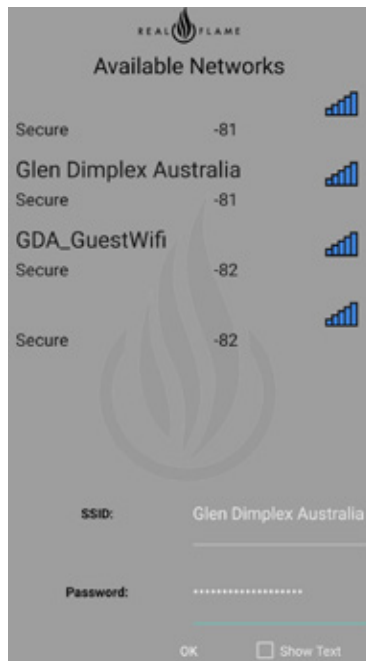 REAL FLAME
Available Networks
Secure -81
Glen Dimplex Australia
Secure -81
GDA_GuestWifi
Secure -82
Secure -82
SSID: Glen Dimplex Australia
Password: •••••••••••••••••••
OK Show Text